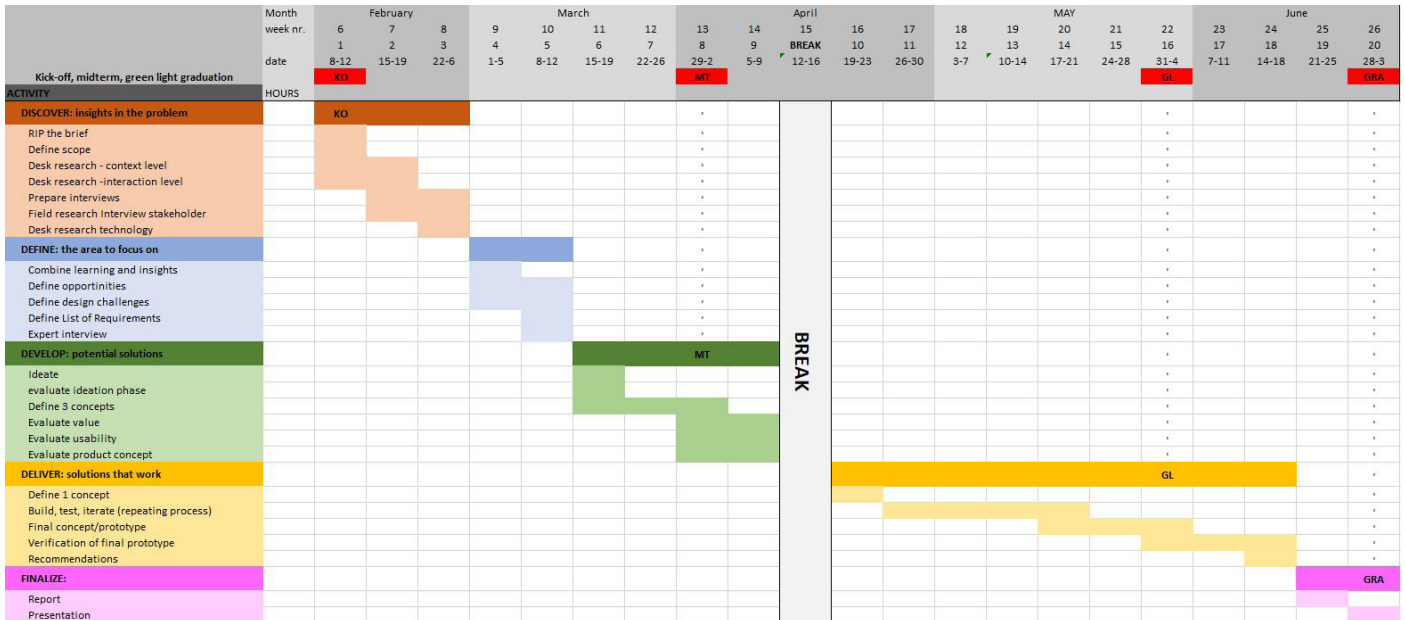 Month February March April MAY June
week nr. 6 7 8 9 10 11 12 13 14 15 16 17 18 19 20 21 22 23 24 25 26
1 2 3 4 5 6 7 8 9 BREAK 10 11 12 13 14 15 16 17 18 19 20
date 8-12 15-19 22-6 1-5 8-12 15-19 22-26 29-2 5-9 12-16 19-23 26-30 3-7 10-14 17-21 24-28 31-4 7-11 14-18 21-25 28-3
Kick-off, midterm, green light graduation KO MT GL GRA
ACTIVITY HOURS
DISCOVER: insights in the problem KO
RIP the brief
Define scope
Desk research - context level
Desk research -interaction level
Prepare interviews
Field research Interview stakeholder
Desk research technology
DEFINE: the area to focus on
Combine learning and insights
Define opportinities
Define design challenges
Define List of Requirements
Expert interview
DEVELOP: potential solutions MT
BREAK
Ideate
evaluate ideation phase
Define 3 concepts
Evaluate value
Evaluate usability
Evaluate product concept
DELIVER: solutions that work GL
Define 1 concept
Build, test, iterate (repeating process)
Final concept/prototype
Verification of final prototype
Recommendations
FINALIZE: GRA
Report
Presentation